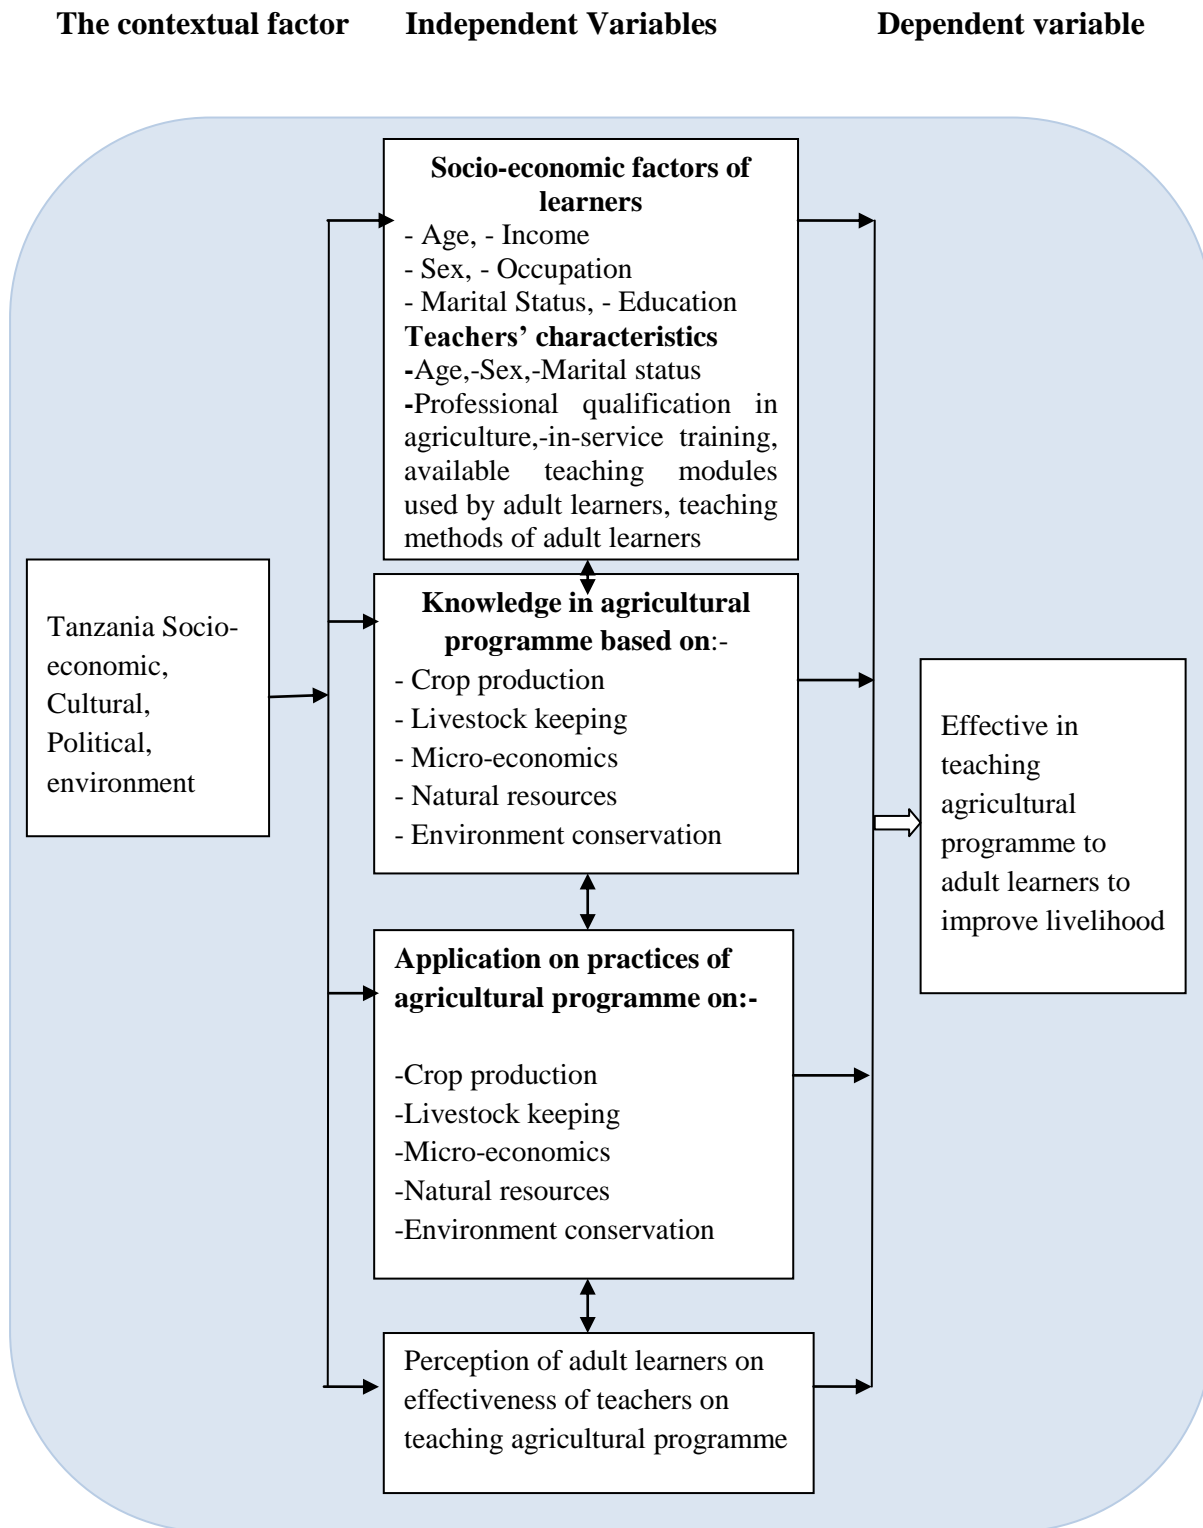 The contextual factor
Independent Variables
Dependent variable
Socio-economic factors of
learners
- Age, - Income
- Sex, - Occupation
- Marital Status, - Education
Teachers’ characteristics
-Age,-Sex,-Marital status
-Professional qualification in
agriculture,-in-service training,
available teaching modules
used by adult learners, teaching
methods of adult learners
Tanzania Socio-
economic,
Cultural,
Political,
environment
Knowledge in agricultural
programme based on:-
- Crop production
- Livestock keeping
- Micro-economics
- Natural resources
- Environment conservation
Application on practices of
agricultural programme on:-
-Crop production
-Livestock keeping
-Micro-economics
-Natural resources
-Environment conservation
Perception of adult learners on
effectiveness of teachers on
teaching agricultural programme
Effective in
teaching
agricultural
programme to
adult learners to
improve livelihood